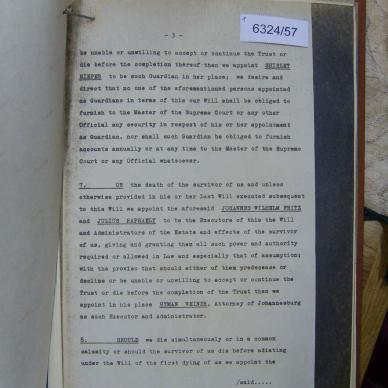 6324/57
- 3 -
be unable or unwilling to accept or continue the Trust or
die before the completion thereof then we appoint SHIRLEY
to be such Guardian in her place; we desire and
direct that no one of the aforementioned persons appointed
as Guardians in terms of this our Will shall be obliged to
furnish to the Master of the Supreme Court or any other
Official any security in respect of his or her appointment
as Guardian, nor shall such Guardian be obliged to furnish
accounts annually or at any time to the Master of the Supreme
Court or any Official whatsoever.
7. ON the death of the survivor of us and unless
otherwise provided in his or her Last Will executed subsequent
to this Will we appoint the aforesaid JOHANNES WILHELM FRITZ
and JULIUS RAPHAELY to be the Executors of this the Will
and Administrators of the Estate and effects of the survivor
of us, giving and granting them all such power and authority
required or allowed in Law and especially that of assumption;
with the proviso that should either of them predecease or
decline or be unable or unwilling to accept or continue the
Trust or die before the completion of the Trust then we
appoint in his place HYMAN, Attorney of Johannesburg
as such Executor and Administrator.
8. SHOULD we die simultaneously or in a common
calamity or should the survivor of us die before adiating
under the Will of the first dying of us we appoint the
/said.....